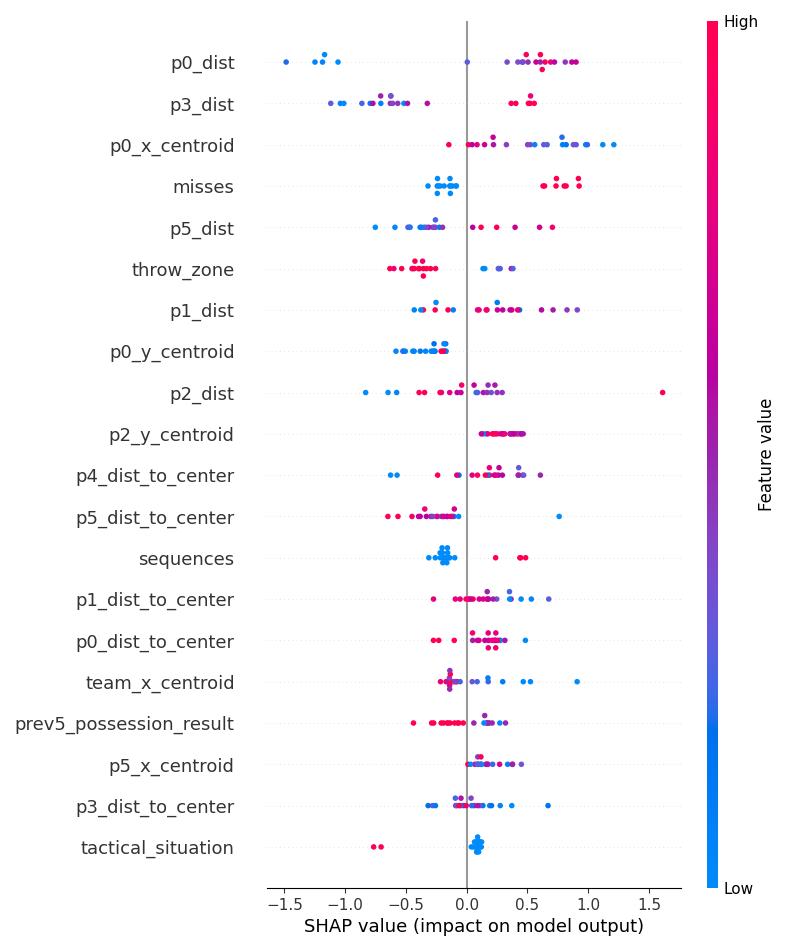 High
p0_dist
p3_dist
p0_x_centroid
misses
p5_dist
throw_zone
p1_dist
p0_y_centroid
p2_dist
p2_y_centroid
p4_dist_to_center
p5_dist_to_center
sequences
p1_dist_to_center
p0_dist_to_center
team_x_centroid
prev5_possession_result
p5_x_centroid
p3_dist_to_center
tactical_situation
Feature value
Low
−1.5 −1.0 −0.5 0.0 0.5 1.0 1.5
SHAP value (impact on model output)